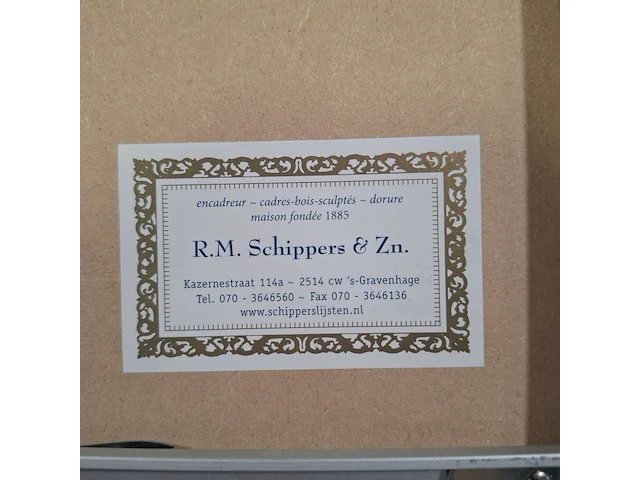 encadreur ~ cadres-bois-sculptés ~ dorure
maison fondée 1885
R.M. Schippers & Zn.
Kazernestraat 114a ~ 2514 CW 's-Gravenhage
Tel. 070 - 3646560 ~ Fax 070 - 3646136
www.schipperslijsten.nl